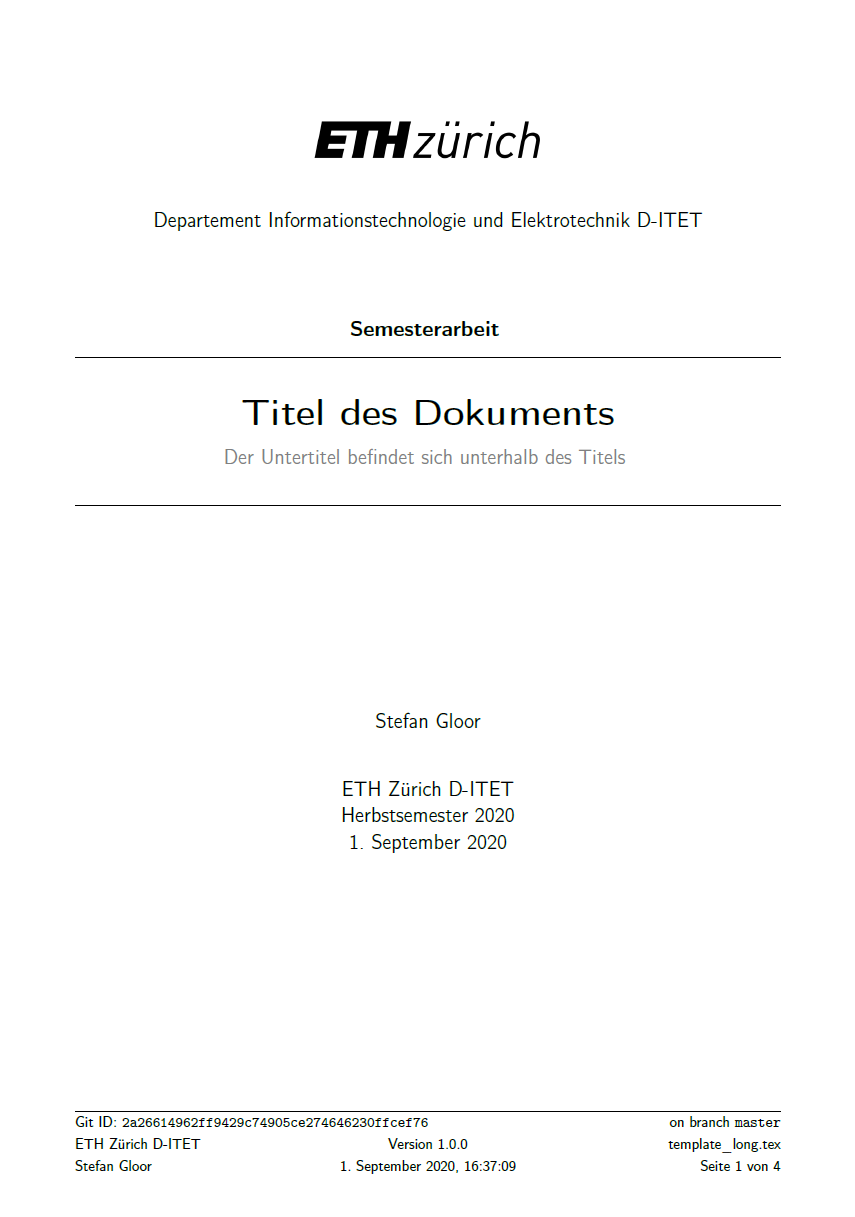 ETH zürich
Departement Informationstechnologie und Elektrotechnik D-ITET
Semesterarbeit
Titel des Dokuments
Der Untertitel befindet sich unterhalb des Titels
Stefan Gloor
ETH Zürich D-ITET
Herbstsemester 2020
1. September 2020
Git ID: 2a26614962ff9429c74905ce274646230ffcef76 on branch master
ETH Zürich D-ITET Version 1.0.0 template_long.tex
Stefan Gloor 1. September 2020, 16:37:09 Seite 1 von 4